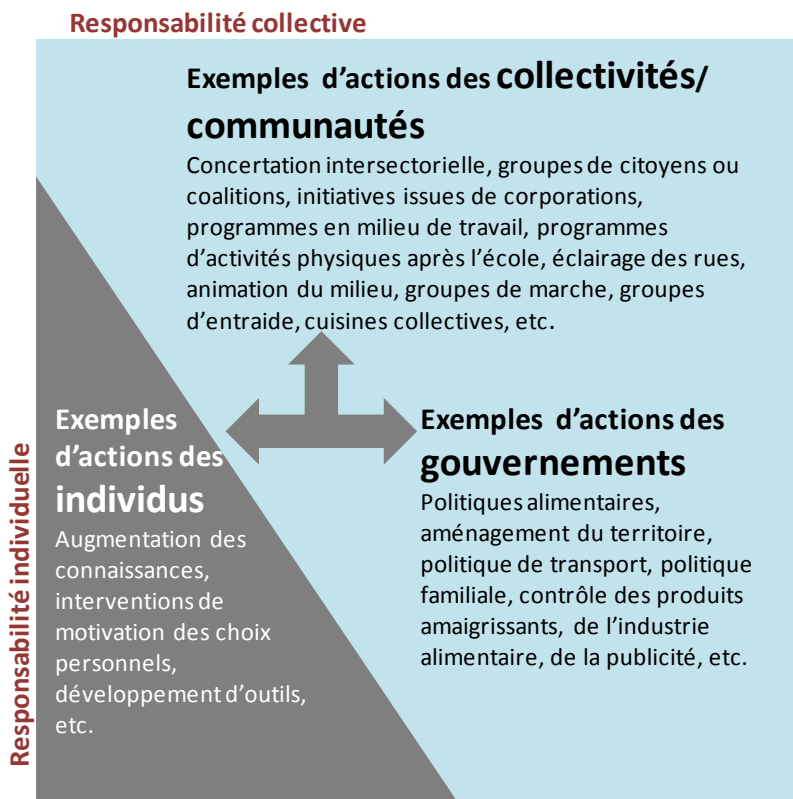 Responsabilité collective
Exemples d’actions des collectivités/
communautés
Concertation intersectorielle, groupes de citoyens ou
coalitions, initiatives issues de corporations,
programmes en milieu de travail, programmes
d’activités physiques après l’école, éclairage des rues,
animation du milieu, groupes de marche, groupes
d’entraide, cuisines collectives, etc.
Responsabilité individuelle
Exemples
d’actions des
individus
Augmentation des
connaissances,
interventions de
motivation des choix
personnels,
développement d’outils,
etc.
Exemples d’actions des
gouvernements
Politiques alimentaires,
aménagement du territoire,
politique de transport, politique
familiale, contrôle des produits
amaigrissants, de l’industrie
alimentaire, de la publicité, etc.